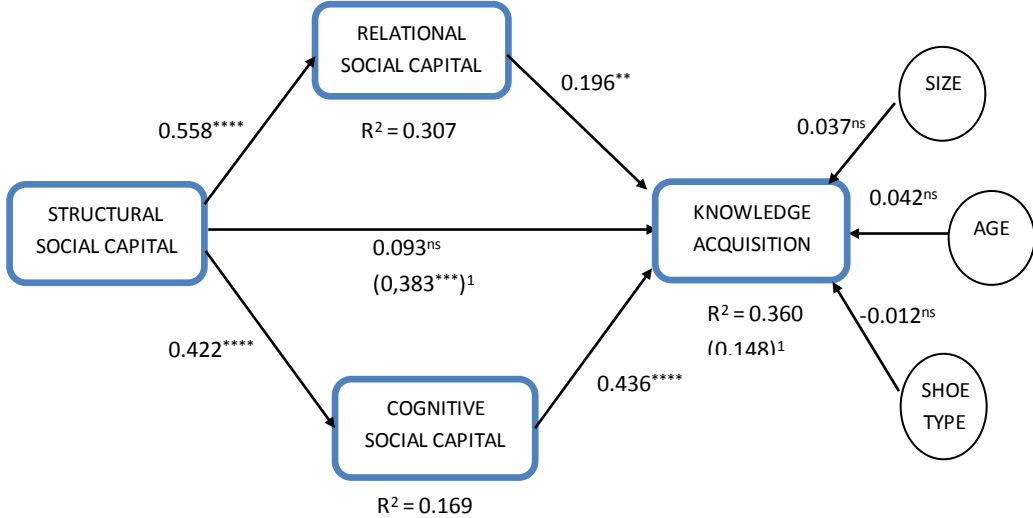 RELATIONAL
SOCIAL CAPITAL
R² = 0.307
0.558****
0.196**
SIZE
0.037ⁿˢ
STRUCTURAL
SOCIAL CAPITAL
0.093ⁿˢ
(0,383***)¹
KNOWLEDGE
ACQUISITION
R² = 0.360
(0.148)¹
0.042ⁿˢ
AGE
-0.012ⁿˢ
SHOE
TYPE
0.422****
0.436****
COGNITIVE
SOCIAL CAPITAL
R² = 0.169